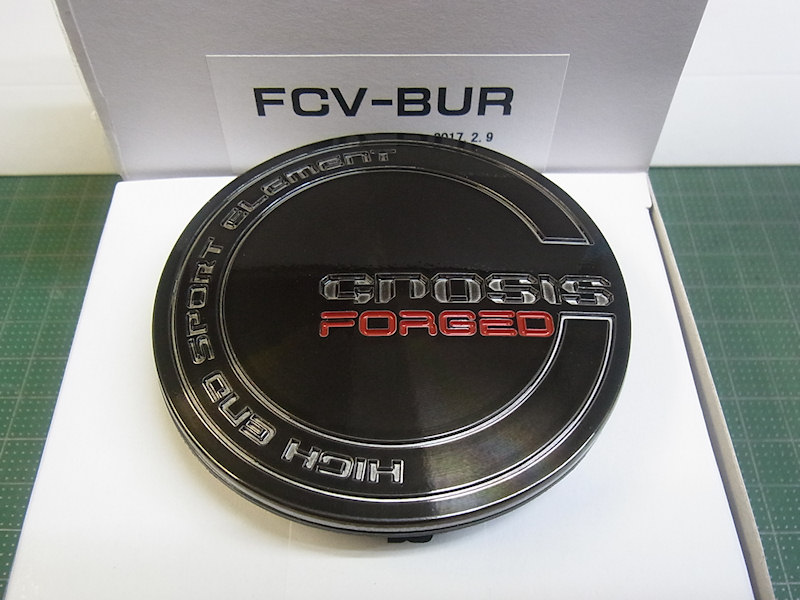 FCV-BUR
2017. 2. 9
HIGH END SPORT ELEMENT
GNOSIS
FORGED